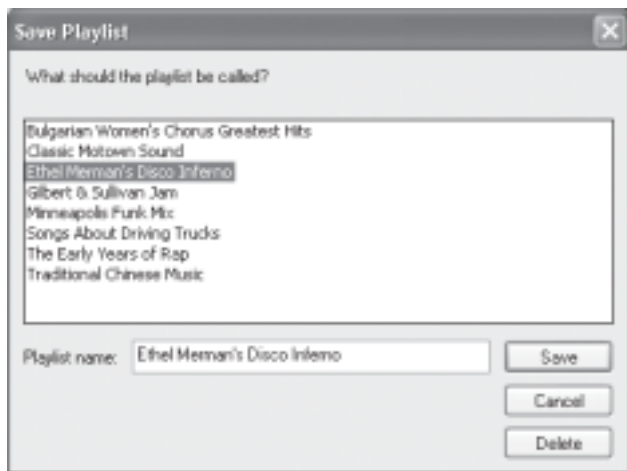 Save Playlist
What should the playlist be called?
Bulgarian Women's Chorus Greatest Hits
Classic Motown Sound
Ethel Merman's Disco Inferno
Gilbert & Sullivan Jam
Minneapolis Funk Mix
Songs About Driving Trucks
The Early Years of Rap
Traditional Chinese Music
Playlist name: Ethel Merman's Disco Inferno Save
Cancel
Delete